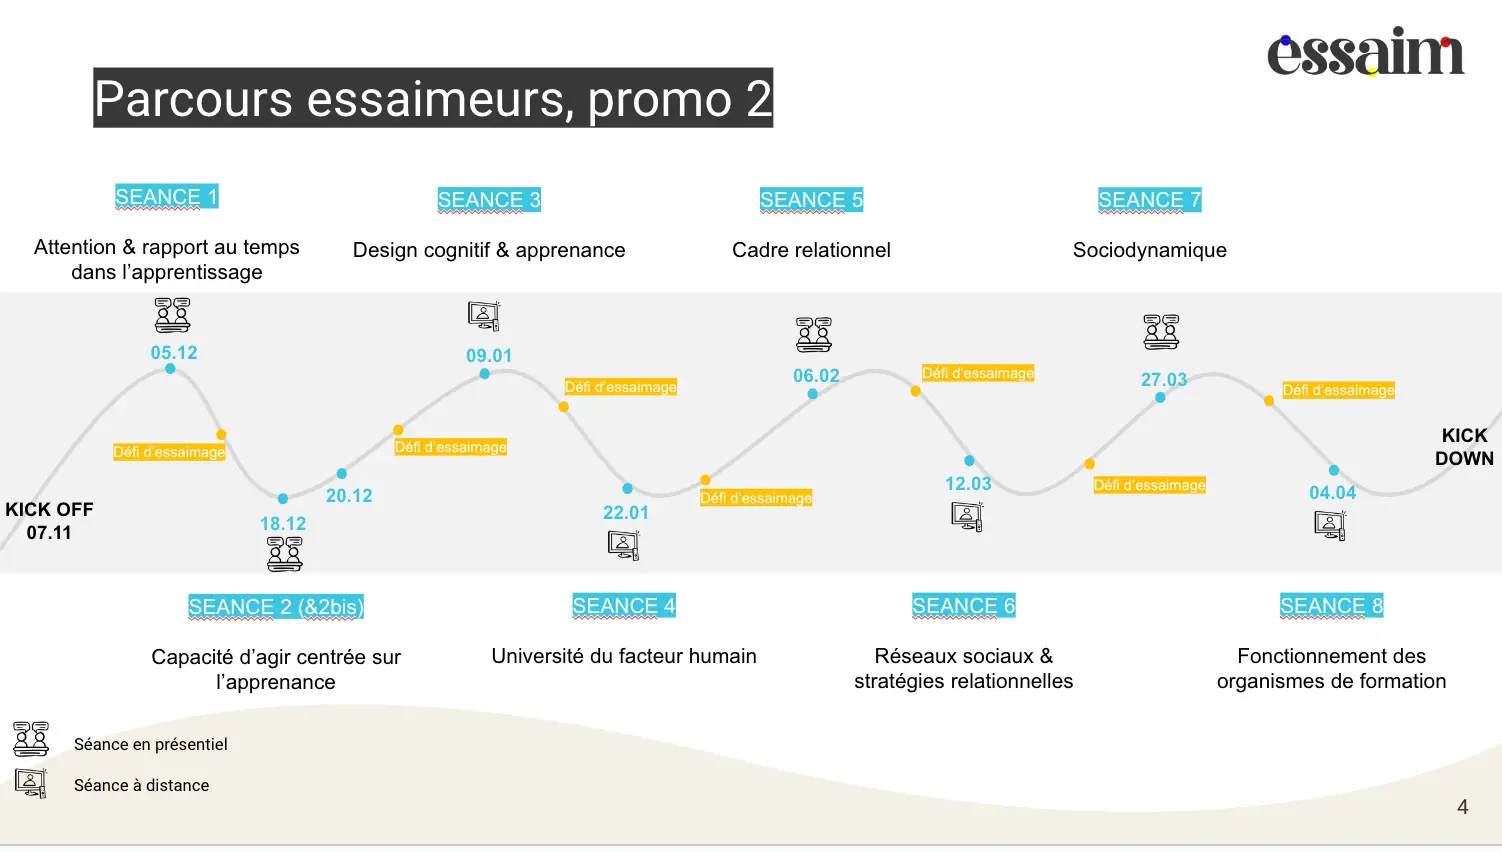 essaim
Parcours essaimeurs, promo 2
SEANCE 1
Attention & rapport au temps
dans l'apprentissage
SEANCE 3
Design cognitif & apprenance
SEANCE 5
Cadre relationnel
SEANCE 7
Sociodynamique
KICK OFF
07.11
05.12
Défi d'essaimage
18.12
20.12
Défi d'essaimage
09.01
Défi d'essaimage
22.01
Défi d'essaimage
06.02
Défi d'essaimage
12.03
Défi d'essaimage
27.03
Défi d'essaimage
04.04
KICK
DOWN
SEANCE 2 (&2bis)
Capacité d'agir centrée sur
l'apprenance
SEANCE 4
Université du facteur humain
SEANCE 6
Réseaux sociaux &
stratégies relationnelles
SEANCE 8
Fonctionnement des
organismes de formation
Séance en présentiel
Séance à distance
4